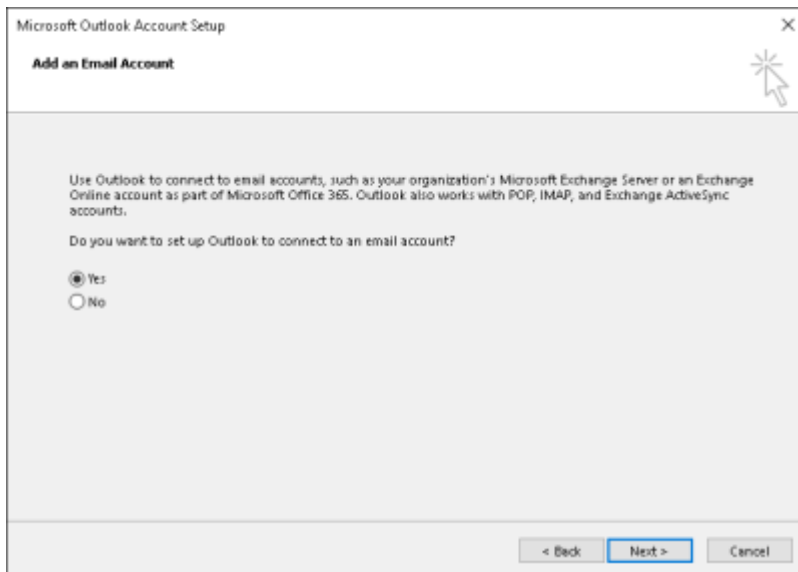 Microsoft Outlook Account Setup
Add an Email Account
Use Outlook to connect to email accounts, such as your organization's Microsoft Exchange Server or an Exchange
Online account as part of Microsoft Office 365. Outlook also works with POP, IMAP, and Exchange ActiveSync
accounts.
Do you want to set up Outlook to connect to an email account?
Yes
No
< Back Next > Cancel